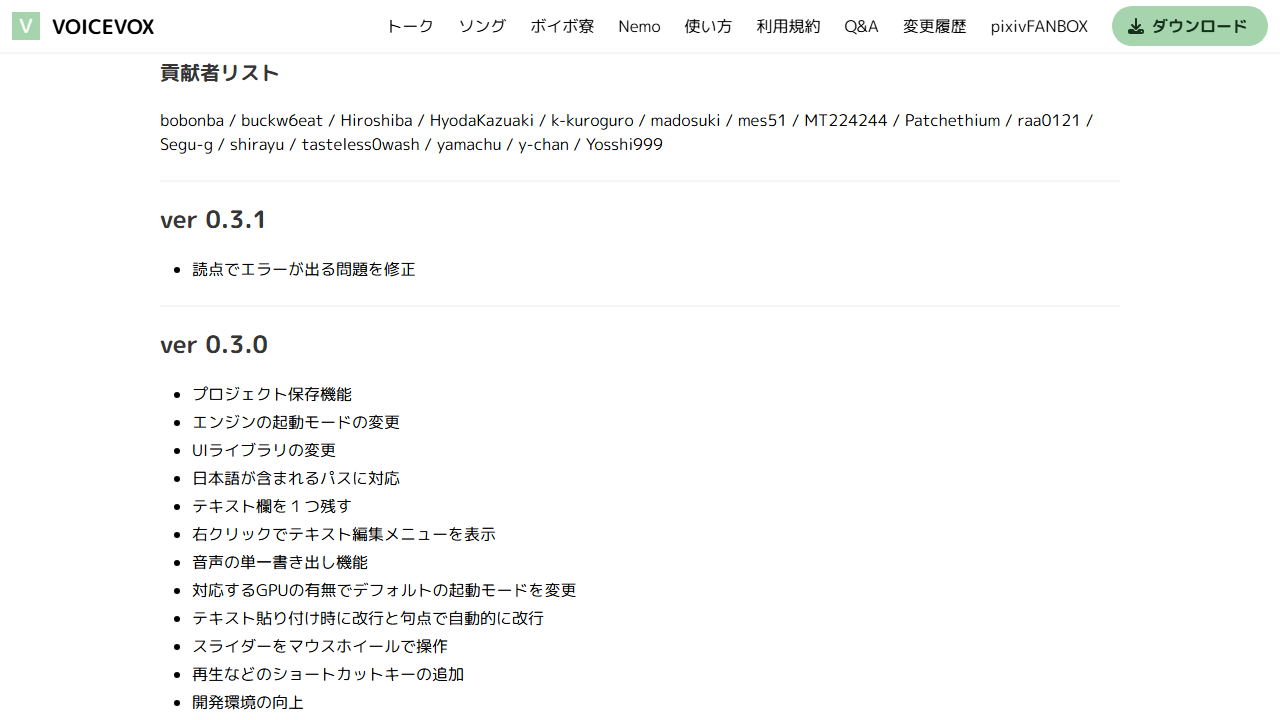 V VOICEVOX トーク ソング ボイボ寮 Nemo 使い方 利用規約 Q&A 変更履歴 pixivFANBOX ダウンロード
貢献者リスト
bobonba / buckw6eat / Hiroshiba / HyodaKazuaki / k-kuroguro / madosuki / mes51 / MT224244 / Patchethium / raa0121 /
Segu-g / shirayu / tasteless0wash / yamachu / y-chan / Yosshi999
ver 0.3.1
読点でエラーが出る問題を修正
ver 0.3.0
プロジェクト保存機能
エンジンの起動モードの変更
UIライブラリの変更
日本語が含まれるパスに対応
テキスト欄を１つ残す
右クリックでテキスト編集メニューを表示
音声の単一書き出し機能
対応するGPUの有無でデフォルトの起動モードを変更
テキスト貼り付け時に改行と句点で自動的に改行
スライダーをマウスホイールで操作
再生などのショートカットキーの追加
開発環境の向上